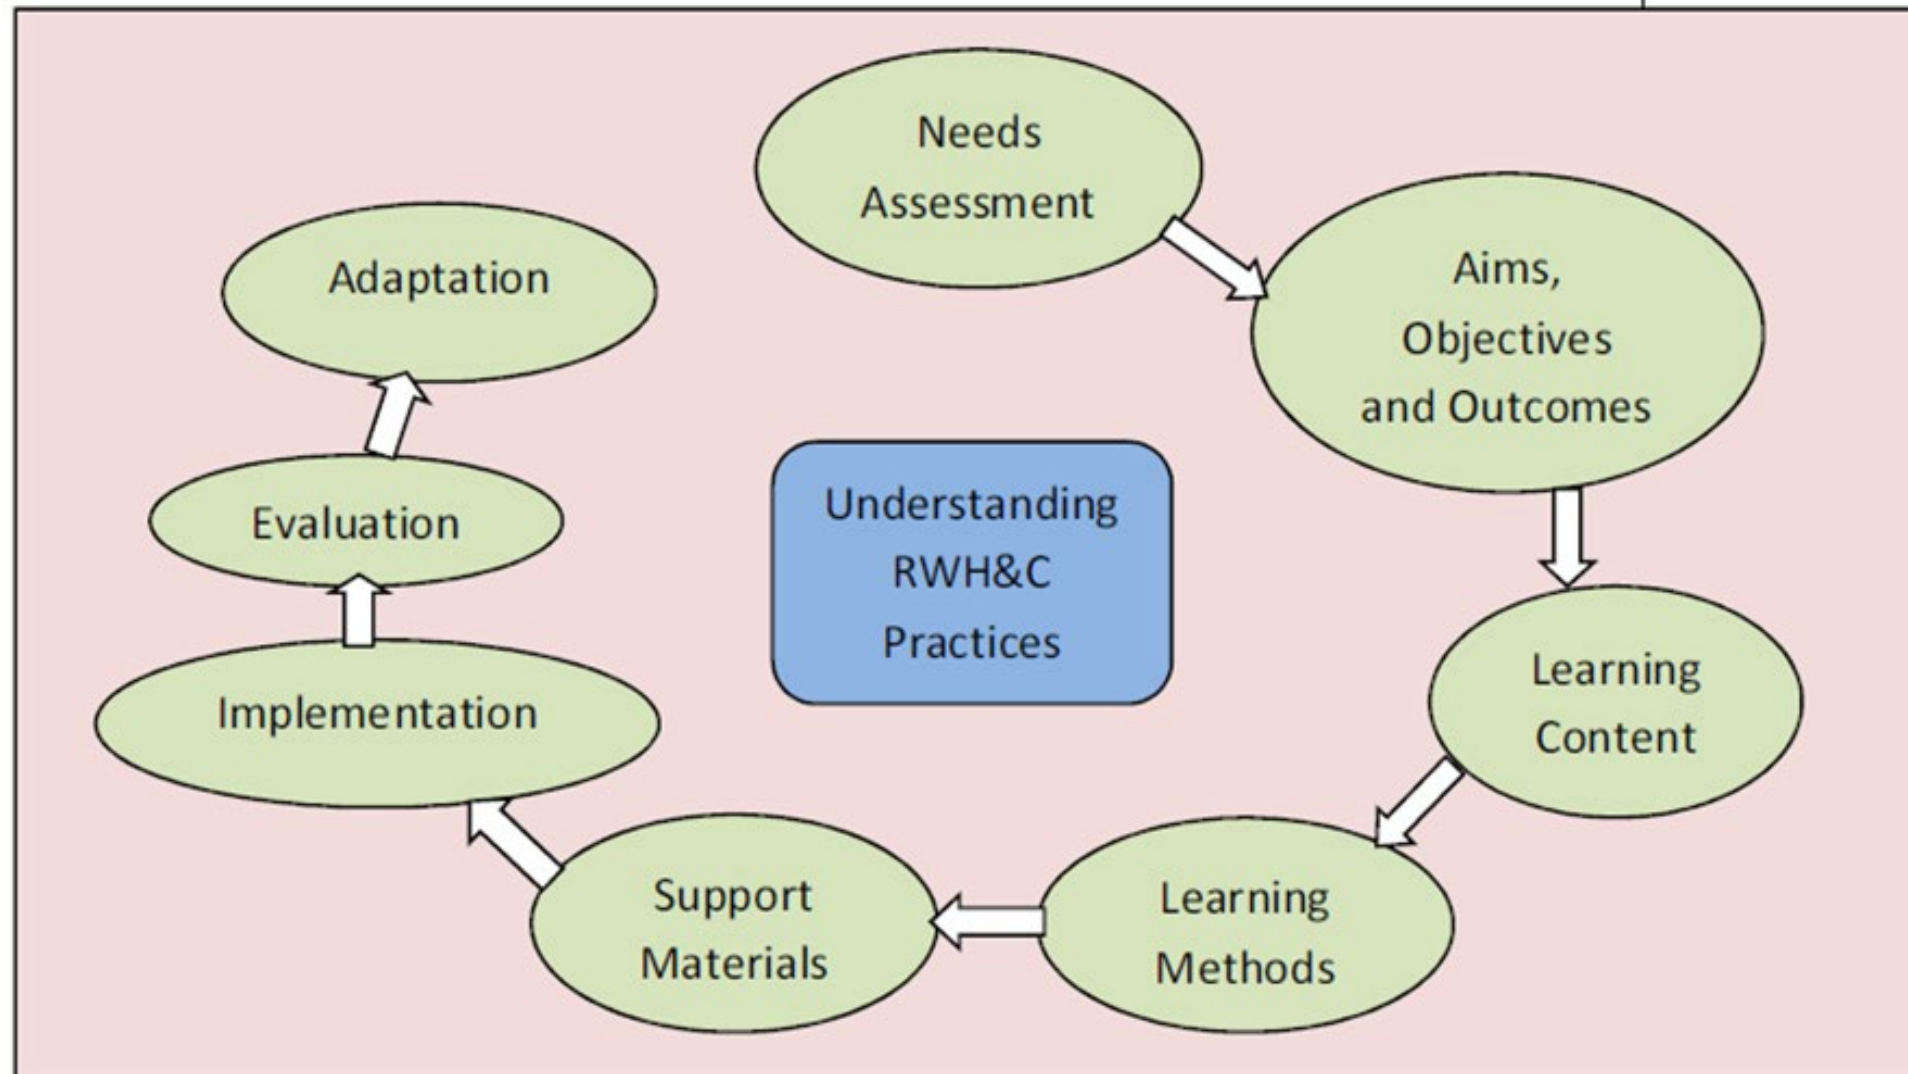 Needs
Assessment
Aims,
Objectives
and Outcomes
Learning
Content
Learning
Methods
Support
Materials
Implementation
Evaluation
Adaptation
Understanding
RWH&C
Practices